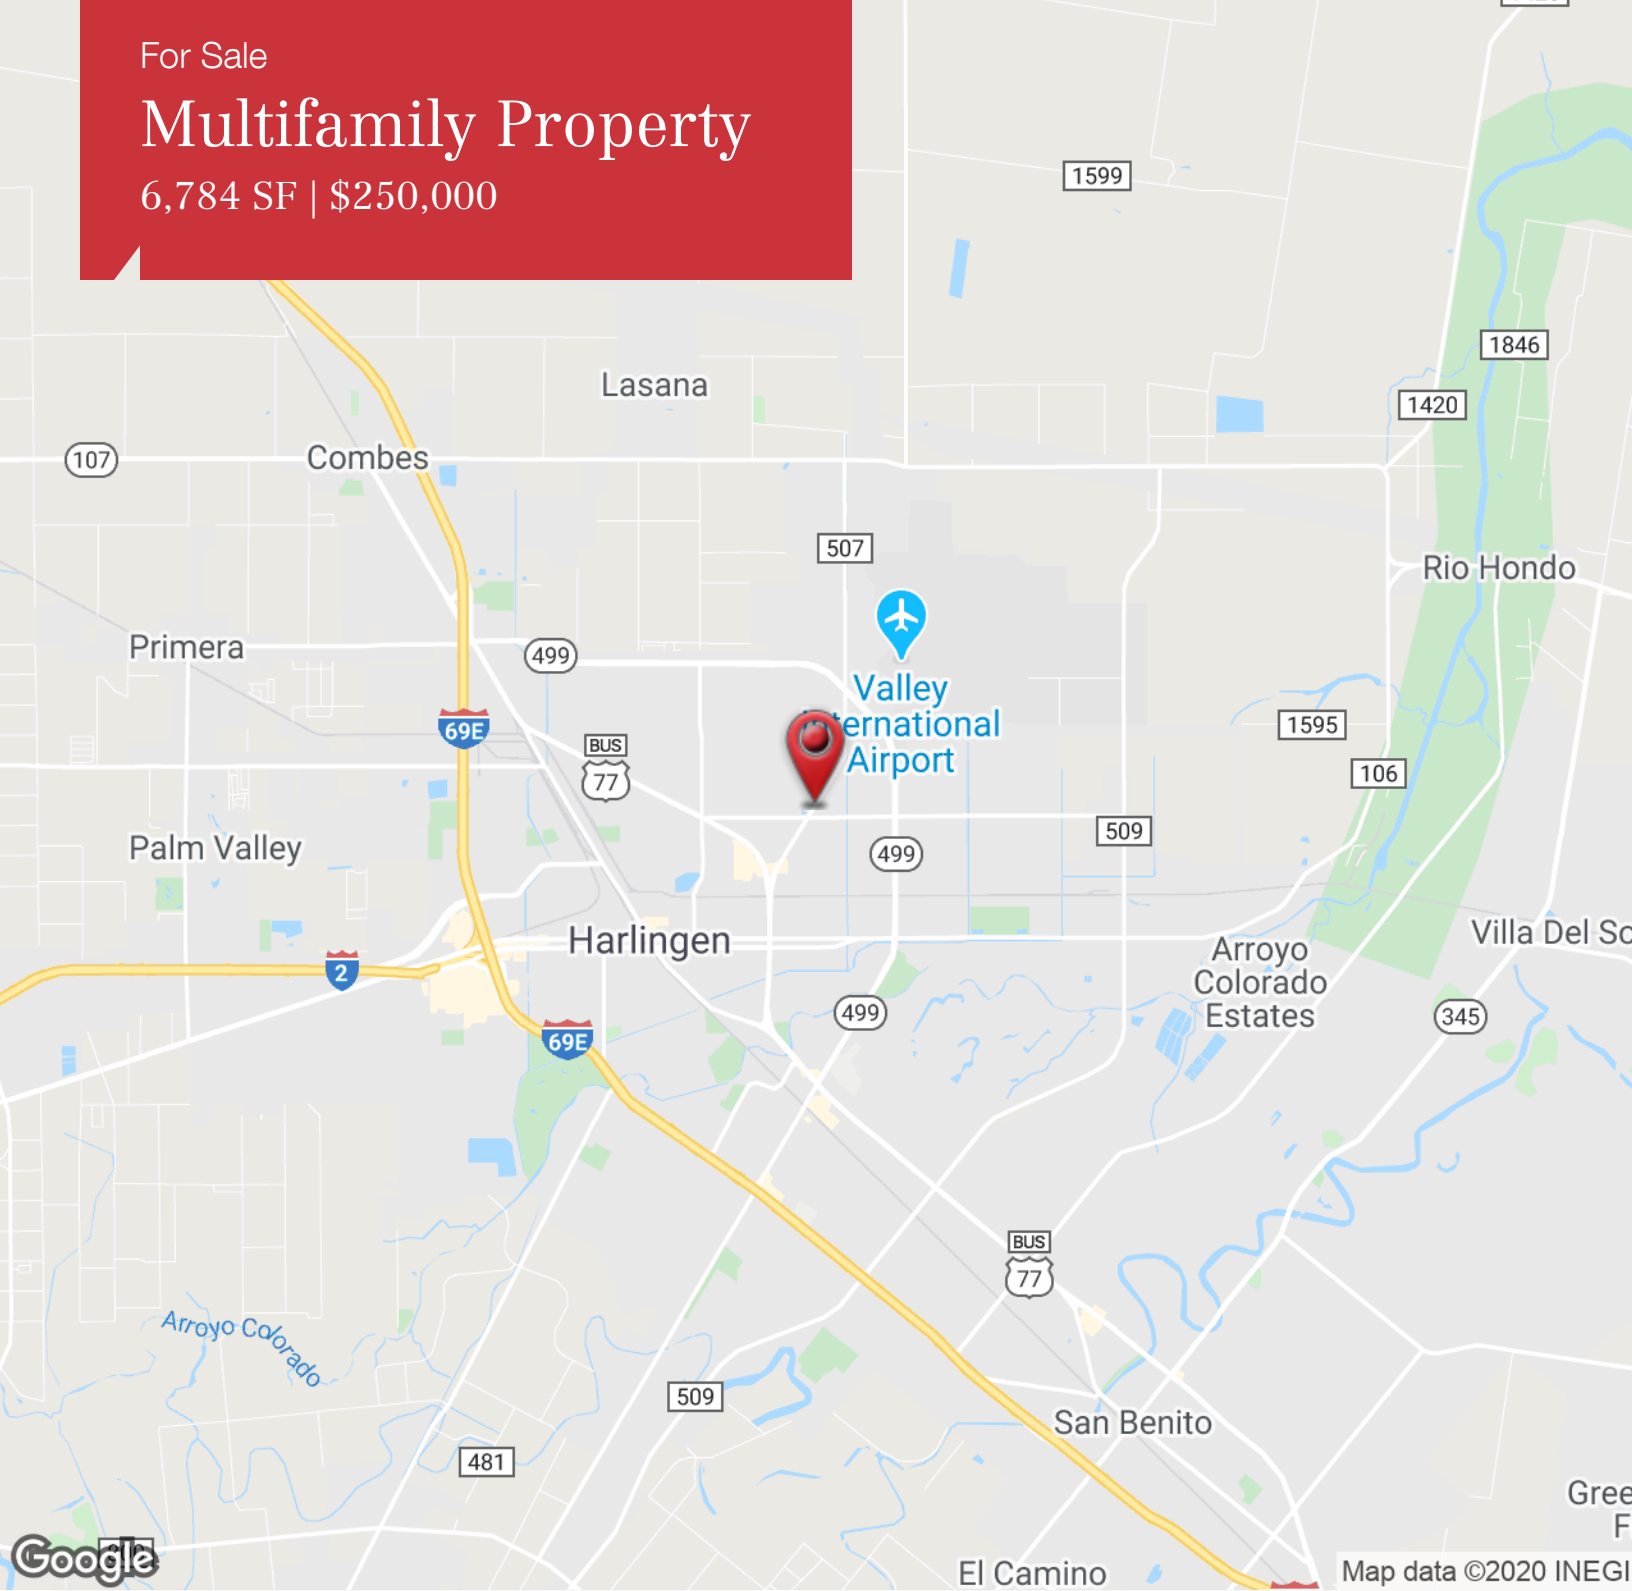 For Sale
Multifamily Property
6,784 SF | $250,000
1599
1846
Lasana
1420
107
Combes
507
Rio Hondo
Primera
499
Valley
International
Airport
69E
BUS
77
1595
106
Palm Valley
509
499
Harlingen
Villa Del So
Arroyo
Colorado
Estates
2
499
345
69E
BUS
77
Arroyo Colorado
509
San Benito
481
Gree
F
Google
El Camino
Map data ©2020 INEGI